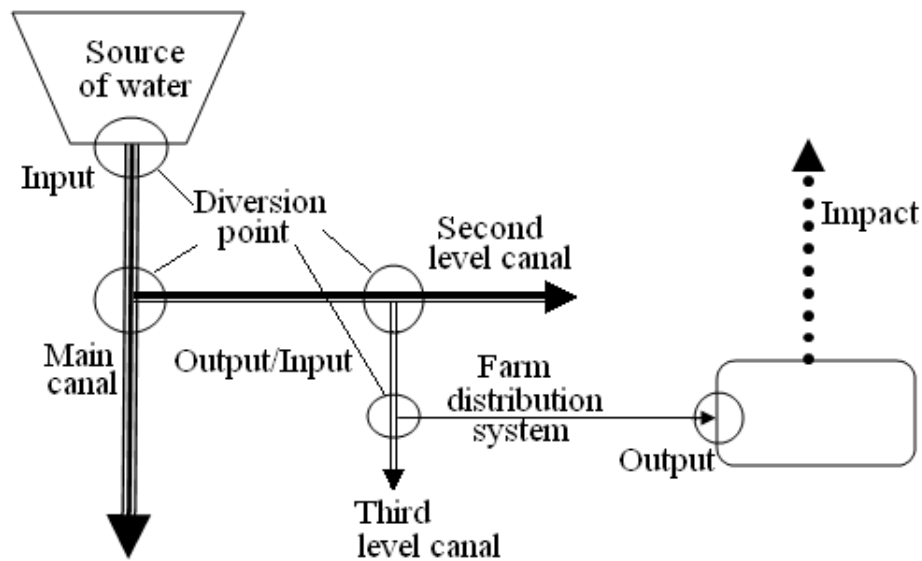 Source
of water
Input
Diversion
point
Second
level canal
Impact
Main
canal
Output/Input
Farm
distribution
system
Output
Third
level canal